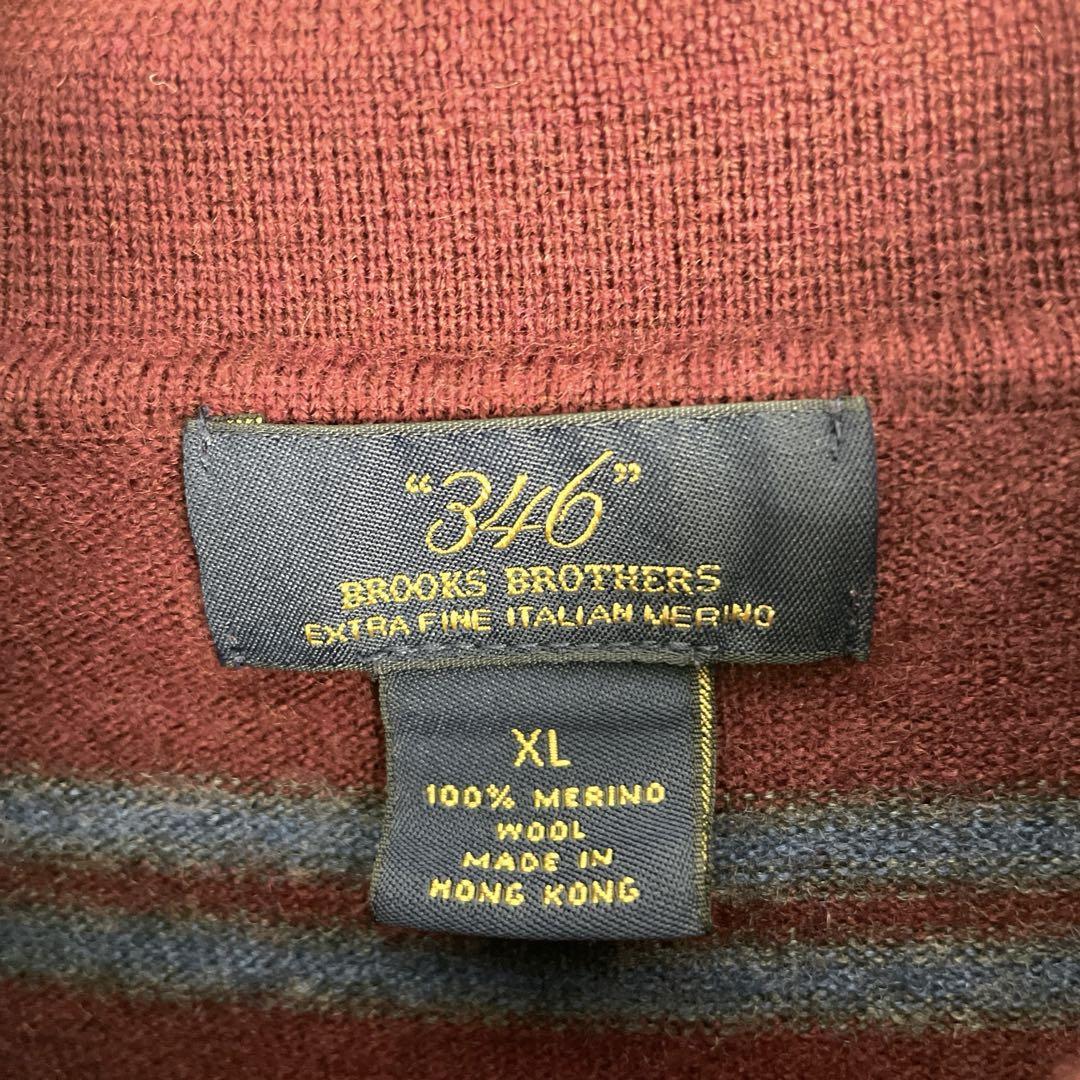 “346”
BROOKS BROTHERS
EXTRA FINE ITALIAN MERINO
XL
100% MERINO
WOOL
MADE IN
HONG KONG